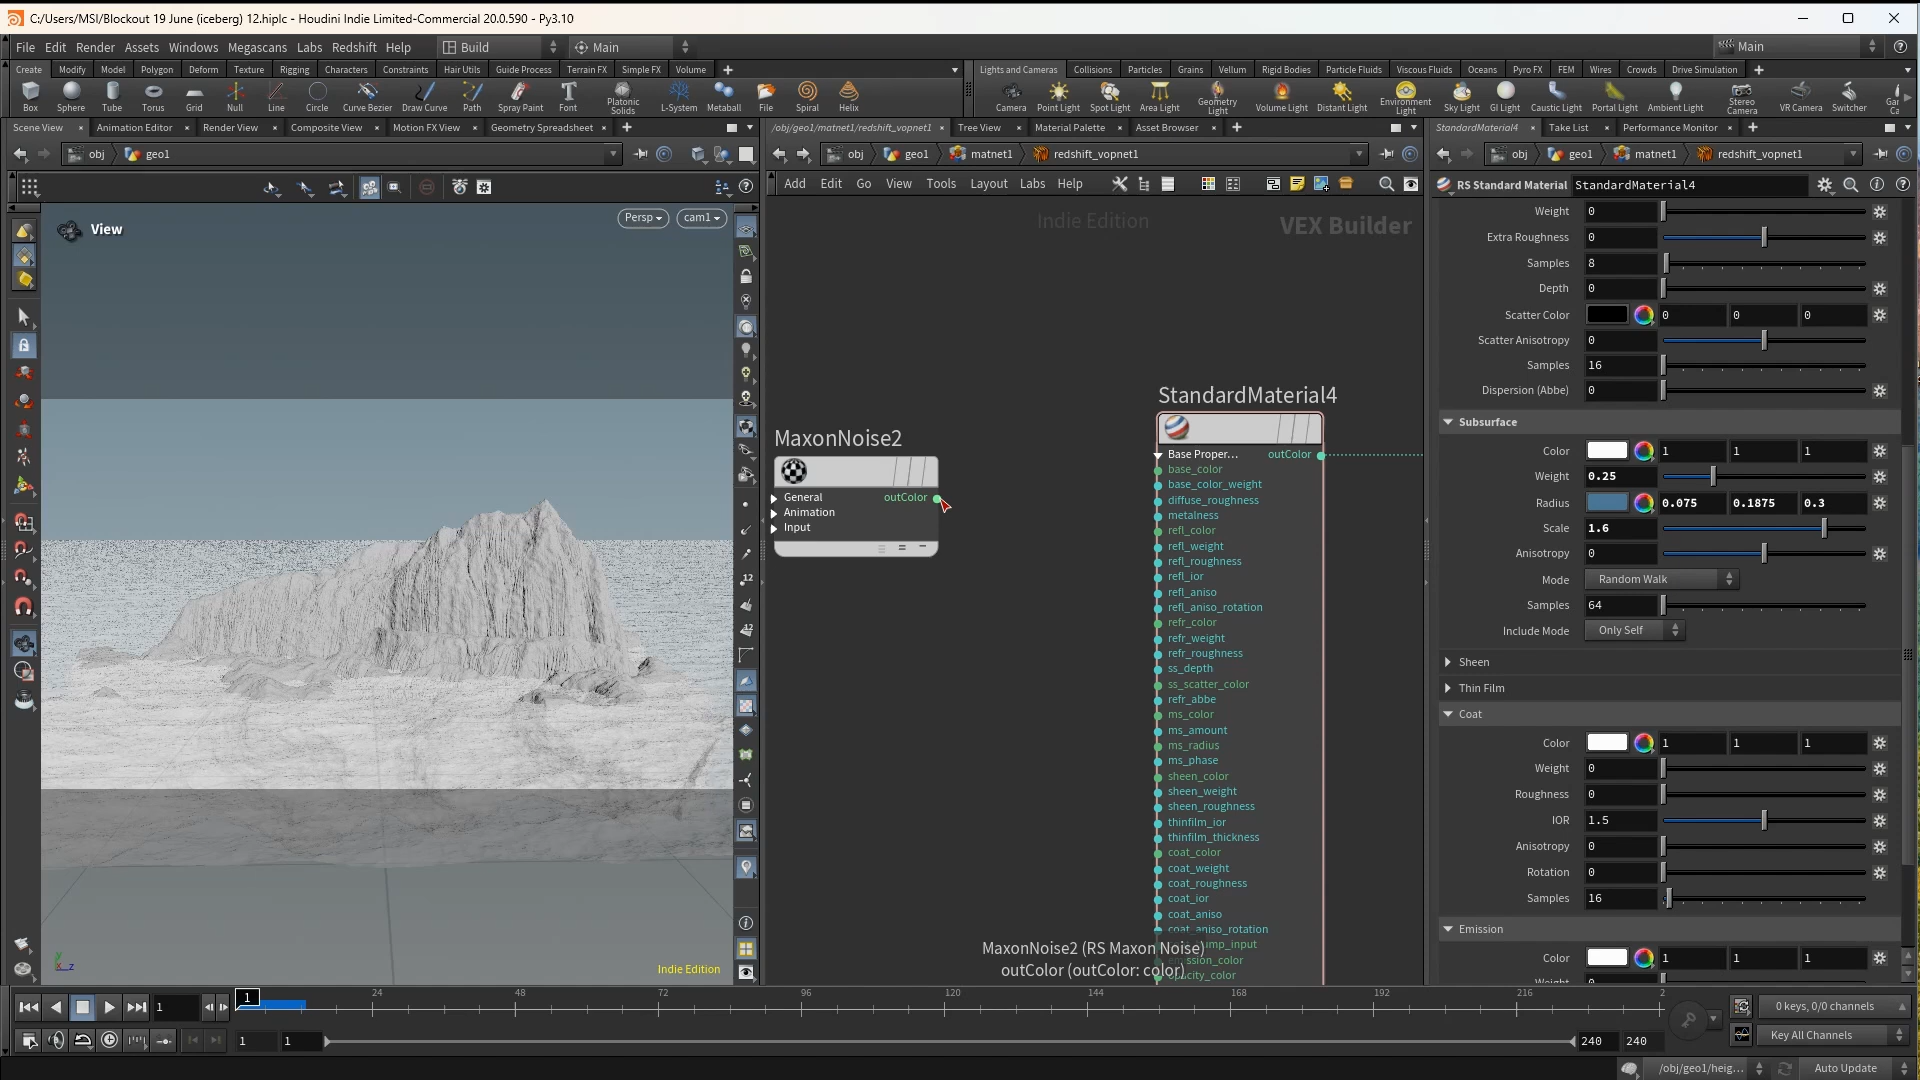 C:/Users/MSI/Blockout 19 June (iceberg) 12.hiplc - Houdini Indie Limited-Commercial 20.0.590 - Py3.10
File Edit Render Assets Windows Megascans Labs Redshift Help Build Main Main
Create Modify Model Polygon Deform Texture Rigging Characters Constraints Hair Utils Guide Process Terrain FX Simple FX Volume
Lights and Cameras Collisions Particles Grains Vellum Rigid Bodies Particle Fluids Viscous Fluids Oceans Pyro FX FEM Wires Crowds Drive Simulation
Box Sphere Tube Torus Grid Null Line Circle Curve Bezier Draw Curve Path Spray Paint Font Platonic Solids L-System Metaball File Spiral Helix
Camera Point Light Spot Light Area Light Geometry Light Volume Light Distant Light Environment Light Sky Light GI Light Caustic Light Portal Light Ambient Light Stereo Camera VR Camera Switcher
Scene View Animation Editor Render View Composite View Motion FX View Geometry Spreadsheet
/obj/geo1/matnet1/redshift_vopnet1 Tree View Material Palette Asset Browser
StandardMaterial4 Take List Performance Monitor
obj geo1
obj geo1 matnet1 redshift_vopnet1
obj geo1 matnet1 redshift_vopnet1
Add Edit Go View Tools Layout Labs Help
RS Standard Material StandardMaterial4
View
Persp cam1
Indie Edition
VEX Builder
MaxonNoise2
General outColor
Animation
Input
StandardMaterial4
Base Proper... outColor
base_color
base_color_weight
diffuse_roughness
metalness
refl_color
refl_weight
refl_roughness
refl_ior
refl_aniso
refl_aniso_rotation
refr_color
refr_weight
refr_roughness
ss_depth
ss_scatter_color
refr_abbe
ms_color
ms_amount
ms_radius
ms_phase
sheen_color
sheen_weight
sheen_roughness
thinfilm_ior
thinfilm_thickness
coat_color
coat_weight
coat_roughness
coat_ior
coat_aniso
coat_aniso_rotation
MaxonNoise2 (RS Maxon Noise)
outColor (outColor: color)
Weight 0
Extra Roughness 0
Samples 8
Depth 0
Scatter Color 0 0 0
Scatter Anisotropy 0
Samples 16
Dispersion (Abbe) 0
Subsurface
Color 1 1 1
Weight 0.25
Radius 0.075 0.1875 0.3
Scale 1.6
Anisotropy 0
Mode Random Walk
Samples 64
Include Mode Only Self
Sheen
Thin Film
Coat
Color 1 1 1
Weight 0
Roughness 0
IOR 1.5
Anisotropy 0
Rotation 0
Samples 16
Emission
Color 1 1 1
Indie Edition
1 1 24 48 72 96 120 144 168 192 216 2
0 keys, 0/0 channels
1 1 240 240 Key All Channels
/obj/geo1/heig... Auto Update